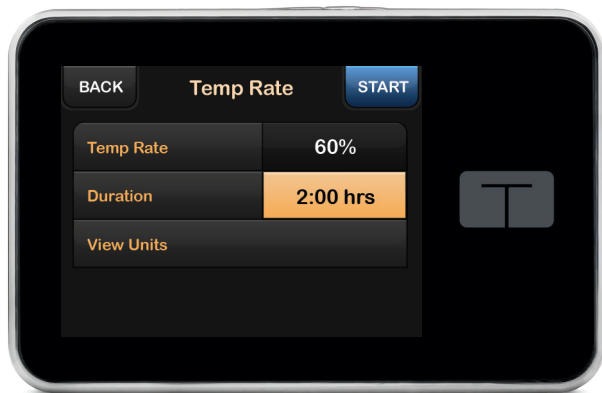 BACK
Temp Rate
START
Temp Rate
60%
Duration
2:00 hrs
View Units